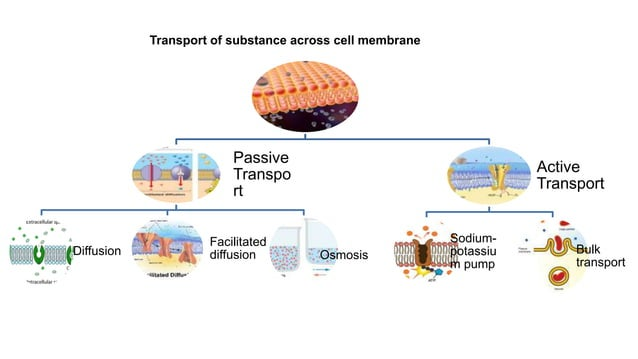 Transport of substance across cell membrane
Passive
Transpo
rt
Active
Transport
Diffusion
Facilitated
diffusion
Osmosis
Sodium-
potassiu
m pump
Bulk
transport